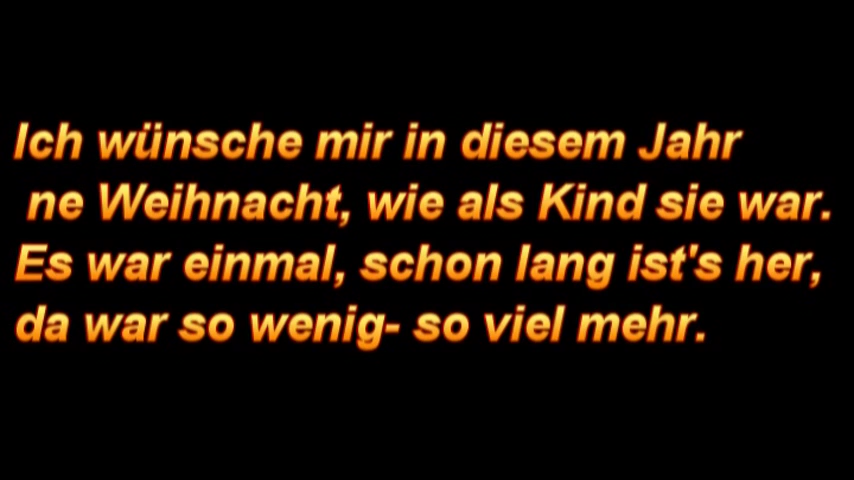 Ich wünsche mir in diesem Jahr
ne Weihnacht, wie als Kind sie war.
Es war einmal, schon lang ist's her,
da war so wenig- so viel mehr.